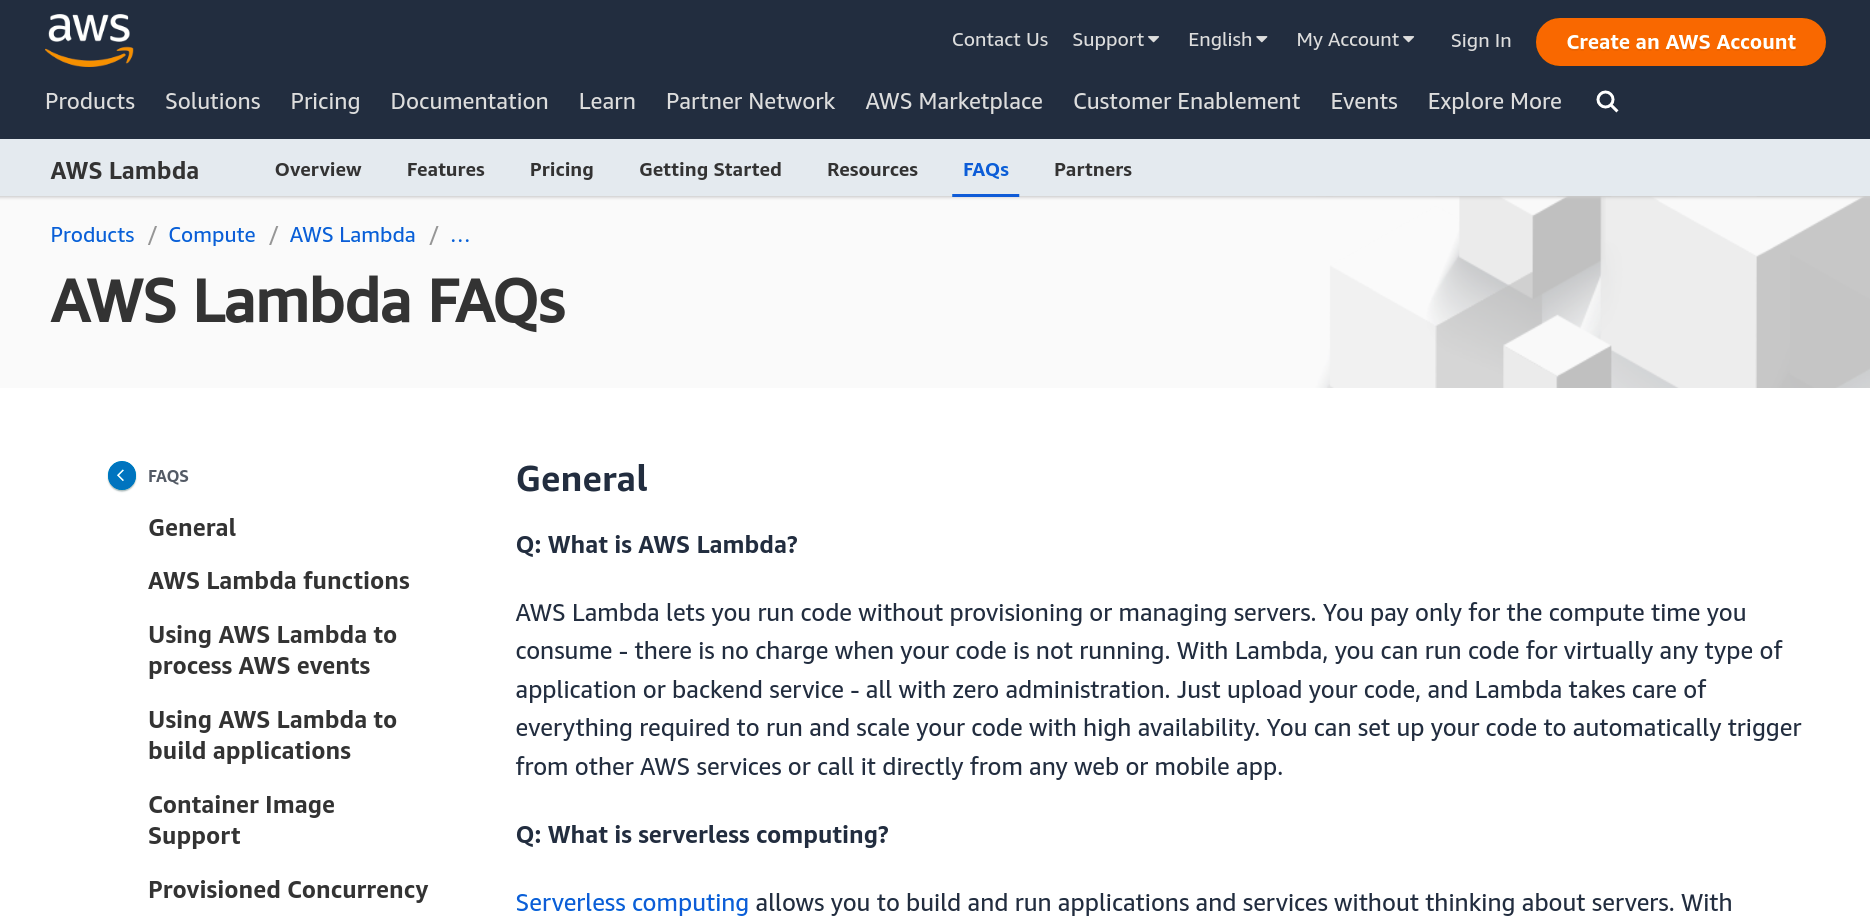 aws
Contact Us Support English My Account Sign In Create an AWS Account
Products Solutions Pricing Documentation Learn Partner Network AWS Marketplace Customer Enablement Events Explore More
AWS Lambda Overview Features Pricing Getting Started Resources FAQs Partners
Products / Compute / AWS Lambda / ...
AWS Lambda FAQs
FAQS
General
AWS Lambda functions
Using AWS Lambda to
process AWS events
Using AWS Lambda to
build applications
Container Image
Support
Provisioned Concurrency
General
Q: What is AWS Lambda?
AWS Lambda lets you run code without provisioning or managing servers. You pay only for the compute time you
consume - there is no charge when your code is not running. With Lambda, you can run code for virtually any type of
application or backend service - all with zero administration. Just upload your code, and Lambda takes care of
everything required to run and scale your code with high availability. You can set up your code to automatically trigger
from other AWS services or call it directly from any web or mobile app.
Q: What is serverless computing?
Serverless computing allows you to build and run applications and services without thinking about servers. With